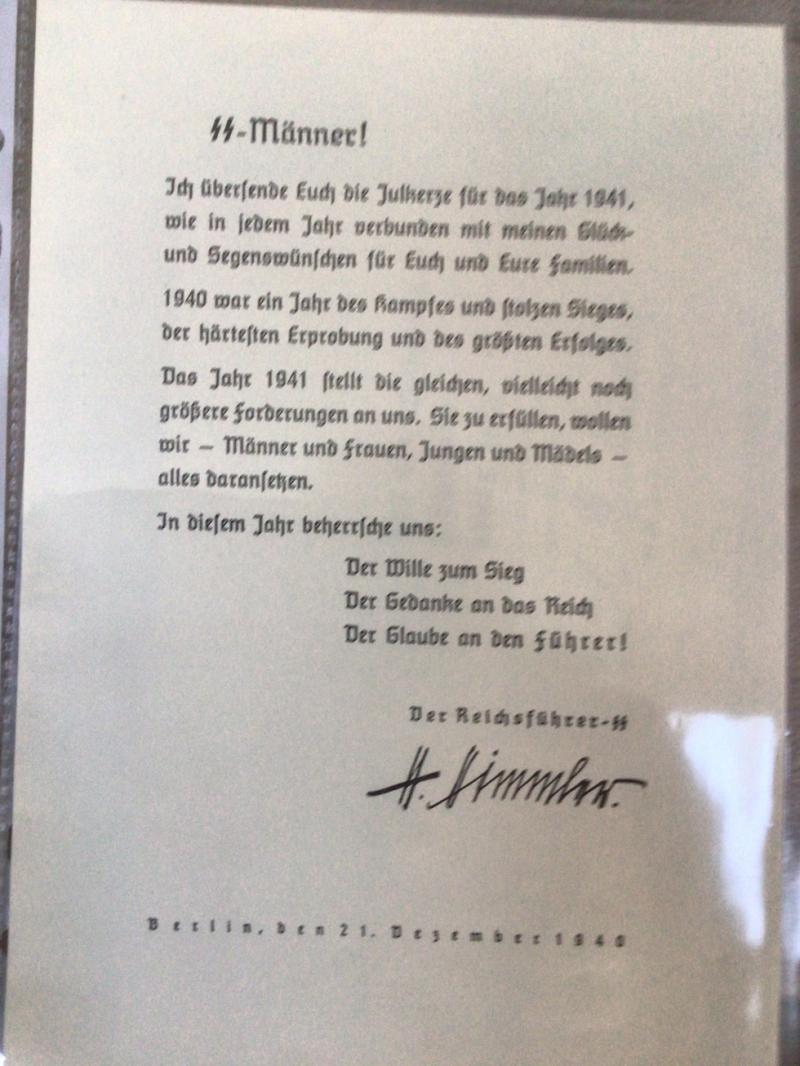 SS-Männer!
Ich übersende Euch die Julkerze für das Jahr 1941,
wie in jedem Jahr verbunden mit meinen Glück-
und Segenswünschen für Euch und Eure Familien.
1940 war ein Jahr des Kampfes und stolzen Sieges,
der härtesten Erprobung und des größten Erfolges.
Das Jahr 1941 stellt die gleichen, vielleicht noch
größere Forderungen an uns. Sie zu erfüllen, wollen
wir – Männer und Frauen, Jungen und Mädels –
alles daransetzen.
In diesem Jahr beherrsche uns:
Der Wille zum Sieg
Der Gedanke an das Reich
Der Glaube an den Führer!
Der Reichsführer-SS
H. Himmler.
Berlin, den 21. Dezember 1940